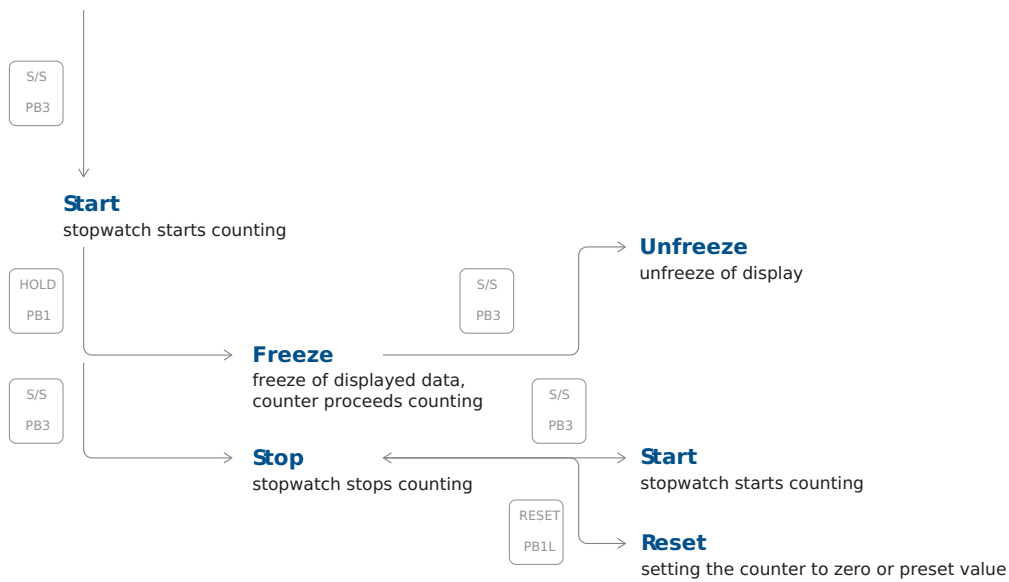 S/S
PB3
Start
stopwatch starts counting
HOLD
PB1
S/S
PB3
Unfreeze
unfreeze of display
Freeze
freeze of displayed data,
counter proceeds counting
S/S
PB3
S/S
PB3
Stop
stopwatch stops counting
Start
stopwatch starts counting
RESET
PB1L
Reset
setting the counter to zero or preset value